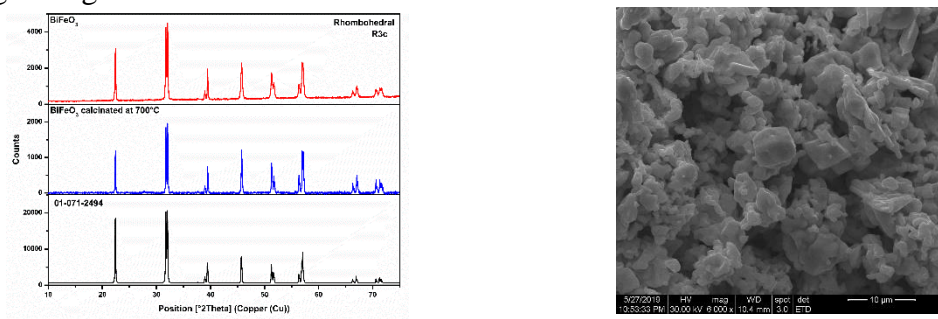 BiFeO₃
Rhombohedral
R3c
4000
2000
0
BiFeO₃ calcinated at 700°C
2000
1000
0
01-071-2494
20000
10000
0
Counts
10 20 30 40 50 60 70
Position [°2Theta] (Copper (Cu))
5/27/2019 HV mag WD spot det
10:53:33 PM 30.00 kV 6 000 x 10.4 mm 3.0 ETD
10 µm